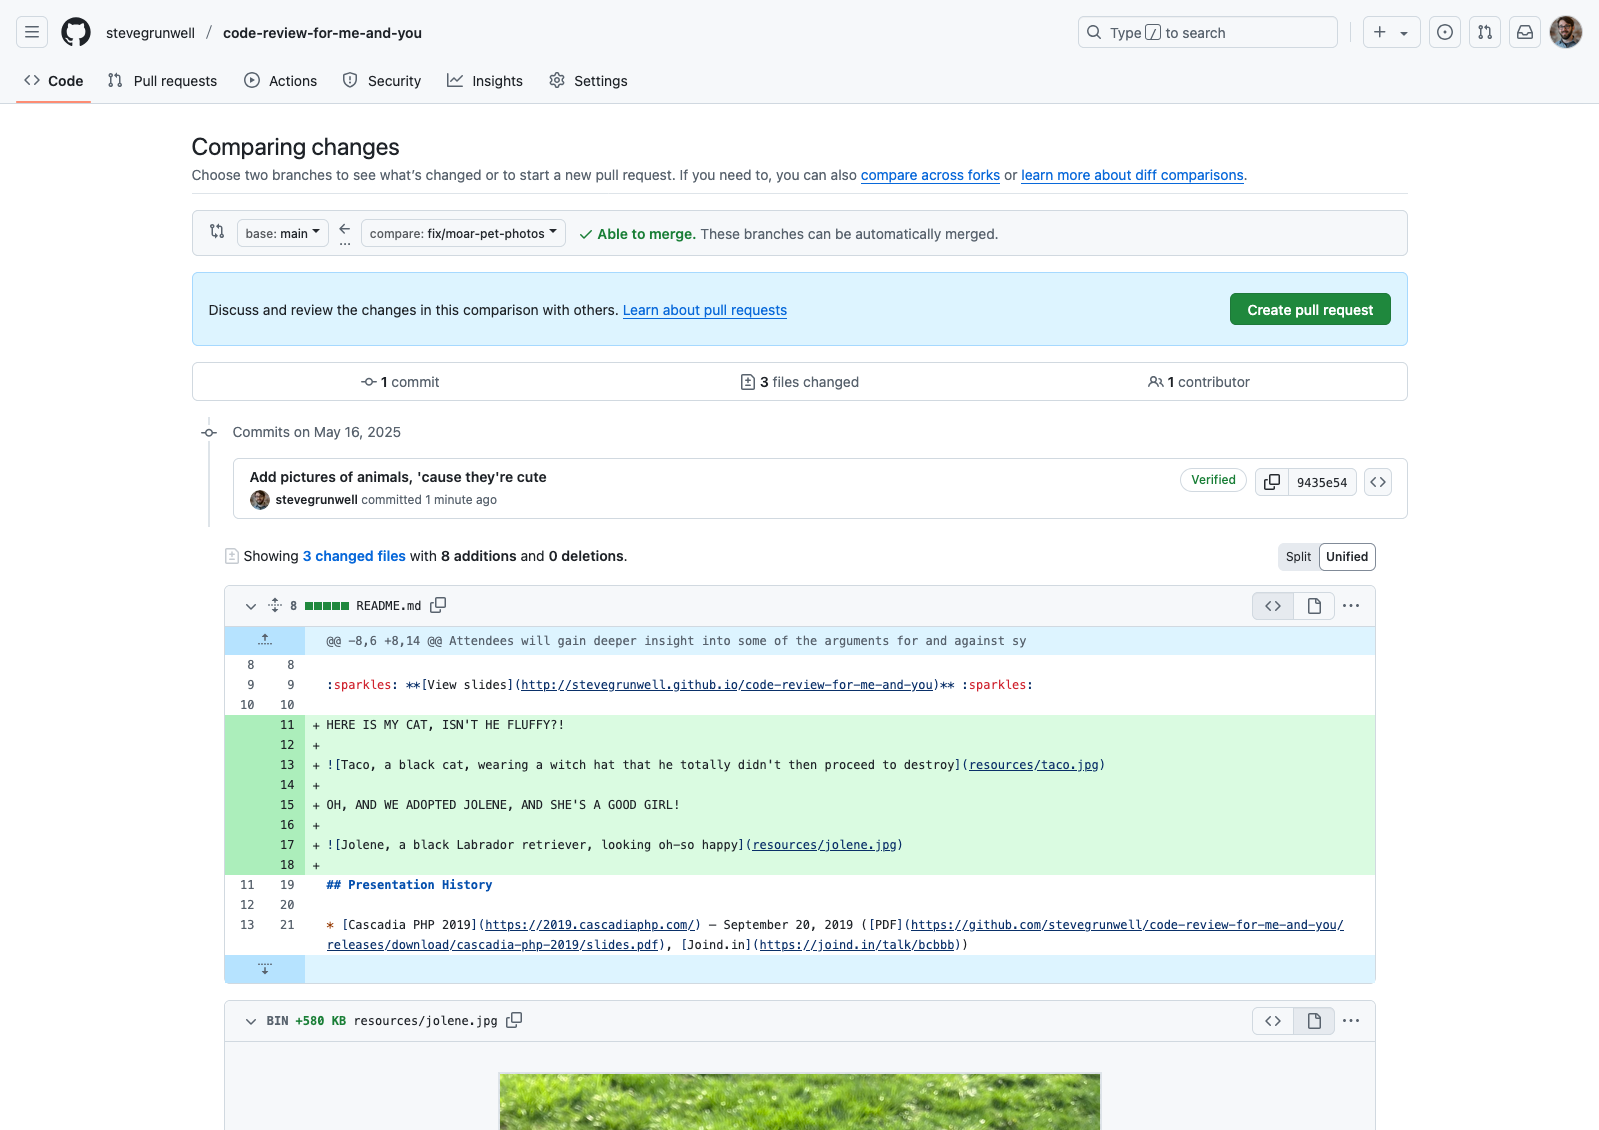 stevegrunwell / code-review-for-me-and-you
Type / to search
Code Pull requests Actions Security Insights Settings
Comparing changes
Choose two branches to see what's changed or to start a new pull request. If you need to, you can also compare across forks or learn more about diff comparisons.
base: main ← ... compare: fix/moar-pet-photos Able to merge. These branches can be automatically merged.
Discuss and review the changes in this comparison with others. Learn about pull requests Create pull request
1 commit 3 files changed 1 contributor
Commits on May 16, 2025
Add pictures of animals, 'cause they're cute
stevegrunwell committed 1 minute ago
Verified 9435e54
Showing 3 changed files with 8 additions and 0 deletions.
Split Unified
8 README.md
@@ -8,6 +8,14 @@ Attendees will gain deeper insight into some of the arguments for and against sy
8 8
9 9 :sparkles: **[View slides](http://stevegrunwell.github.io/code-review-for-me-and-you)** :sparkles:
10 10
11 + HERE IS MY CAT, ISN'T HE FLUFFY?!
12 +
13 + ![Taco, a black cat, wearing a witch hat that he totally didn't then proceed to destroy](resources/taco.jpg)
14 +
15 + OH, AND WE ADOPTED JOLENE, AND SHE'S A GOOD GIRL!
16 +
17 + ![Jolene, a black Labrador retriever, looking oh-so happy](resources/jolene.jpg)
18 +
11 19 ## Presentation History
12 20
13 21 * [Cascadia PHP 2019](https://2019.cascadiaphp.com/) – September 20, 2019 ([PDF](https://github.com/stevegrunwell/code-review-for-me-and-you/
releases/download/cascadia-php-2019/slides.pdf), [Joind.in](https://joind.in/talk/bcbbb))
BIN +580 KB resources/jolene.jpg